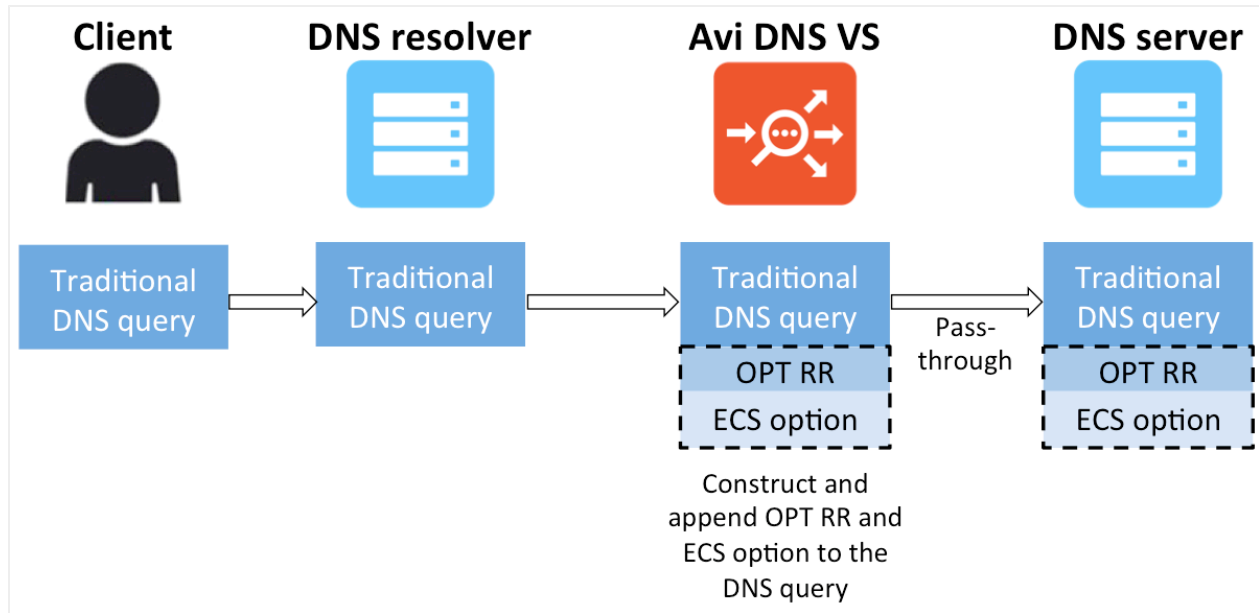 Client
DNS resolver
Avi DNS VS
DNS server
Traditional
DNS query
Traditional
DNS query
Traditional
DNS query
Pass-
through
Traditional
DNS query
OPT RR
ECS option
OPT RR
ECS option
Construct and
append OPT RR and
ECS option to the
DNS query